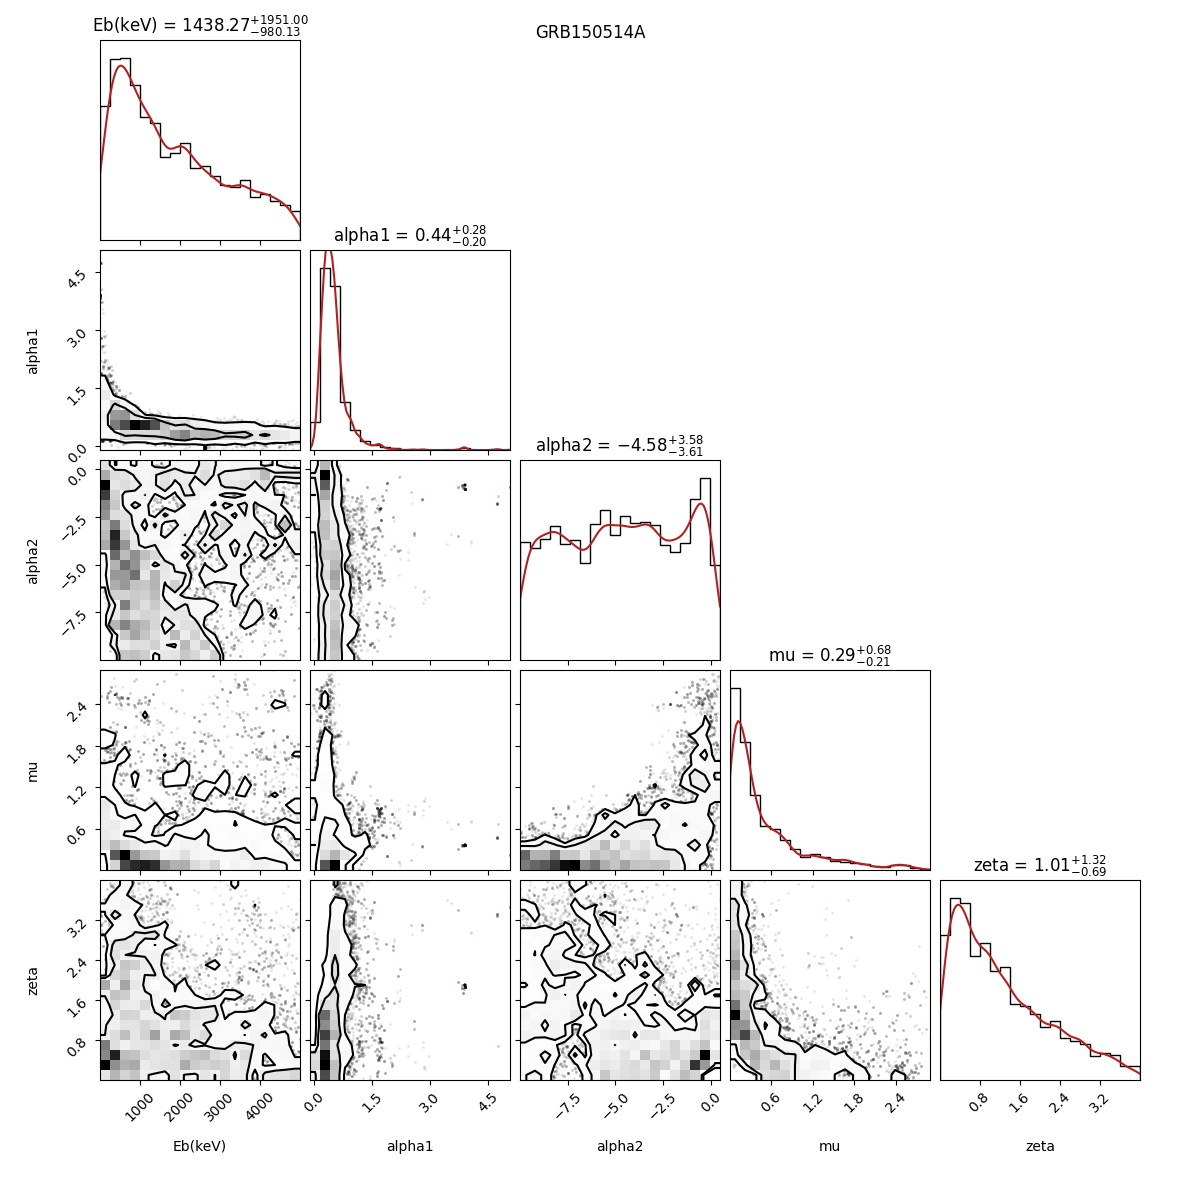 Eb(keV) = 1438.27+1951.00−980.13
GRB150514A
alpha1 = 0.44+0.28−0.20
4.5
3.0
1.5
0.0
alpha1
alpha2 = −4.58+3.58−3.61
0.0
−2.5
−5.0
−7.5
alpha2
mu = 0.29+0.68−0.21
2.4
1.8
1.2
0.6
mu
zeta = 1.01+1.32−0.69
3.2
2.4
1.6
0.8
zeta
1000 2000 3000 4000
0.0 1.5 3.0 4.5
−7.5 −5.0 −2.5 0.0
0.6 1.2 1.8 2.4
0.8 1.6 2.4 3.2
Eb(keV) alpha1 alpha2 mu zeta